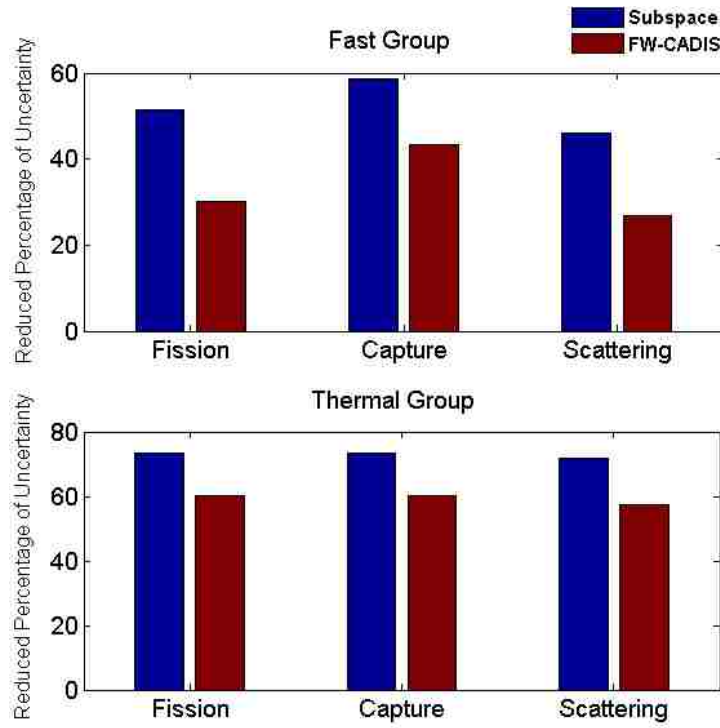 Subspace
FW-CADIS
Fast Group
Reduced Percentage of Uncertainty
60
40
20
0
Fission Capture Scattering
Thermal Group
Reduced Percentage of Uncertainty
80
60
40
20
0
Fission Capture Scattering